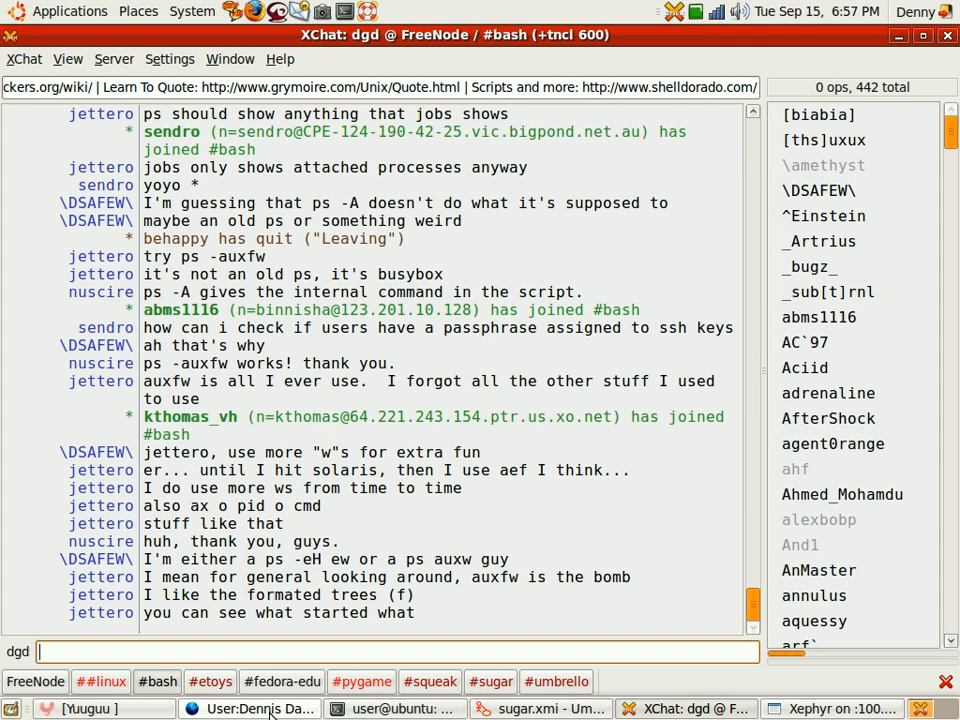 Applications Places System Tue Sep 15, 6:57 PM Denny
XChat: dgd @ FreeNode / #bash (+tncl 600)
XChat View Server Settings Window Help
ckers.org/wiki/ | Learn To Quote: http://www.grymoire.com/Unix/Quote.html | Scripts and more: http://www.shelldorado.com/ 0 ops, 442 total
jettero ps should show anything that jobs shows
* sendro (n=sendro@CPE-124-190-42-25.vic.bigpond.net.au) has
joined #bash
jettero jobs only shows attached processes anyway
sendro yoyo *
\DSAFEW\ I'm guessing that ps -A doesn't do what it's supposed to
\DSAFEW\ maybe an old ps or something weird
* behappy has quit ("Leaving")
jettero try ps -auxfw
jettero it's not an old ps, it's busybox
nuscire ps -A gives the internal command in the script.
* abms1116 (n=binnisha@123.201.10.128) has joined #bash
sendro how can i check if users have a passphrase assigned to ssh keys
\DSAFEW\ ah that's why
nuscire ps -auxfw works! thank you.
jettero auxfw is all I ever use. I forgot all the other stuff I used
to use
* kthomas_vh (n=kthomas@64.221.243.154.ptr.us.xo.net) has joined
#bash
\DSAFEW\ jettero, use more "w"s for extra fun
jettero er... until I hit solaris, then I use aef I think...
jettero I do use more ws from time to time
jettero also ax o pid o cmd
jettero stuff like that
nuscire huh, thank you, guys.
\DSAFEW\ I'm either a ps -eH ew or a ps auxw guy
jettero I mean for general looking around, auxfw is the bomb
jettero I like the formated trees (f)
jettero you can see what started what
[biabia]
[ths]uxux
\amethyst
\DSAFEW\
^Einstein
_Artrius
_bugz_
_sub[t]rnl
abms1116
AC`97
Aciid
adrenaline
AfterShock
agent0range
ahf
Ahmed_Mohamdu
alexbobp
And1
AnMaster
annulus
aquessy
arf`
dgd
FreeNode ##linux #bash #etoys #fedora-edu #pygame #squeak #sugar #umbrello
[Yuuguu ] User:Dennis Da... user@ubuntu: ... sugar.xmi - Um... XChat: dgd @ F... Xephyr on :100....